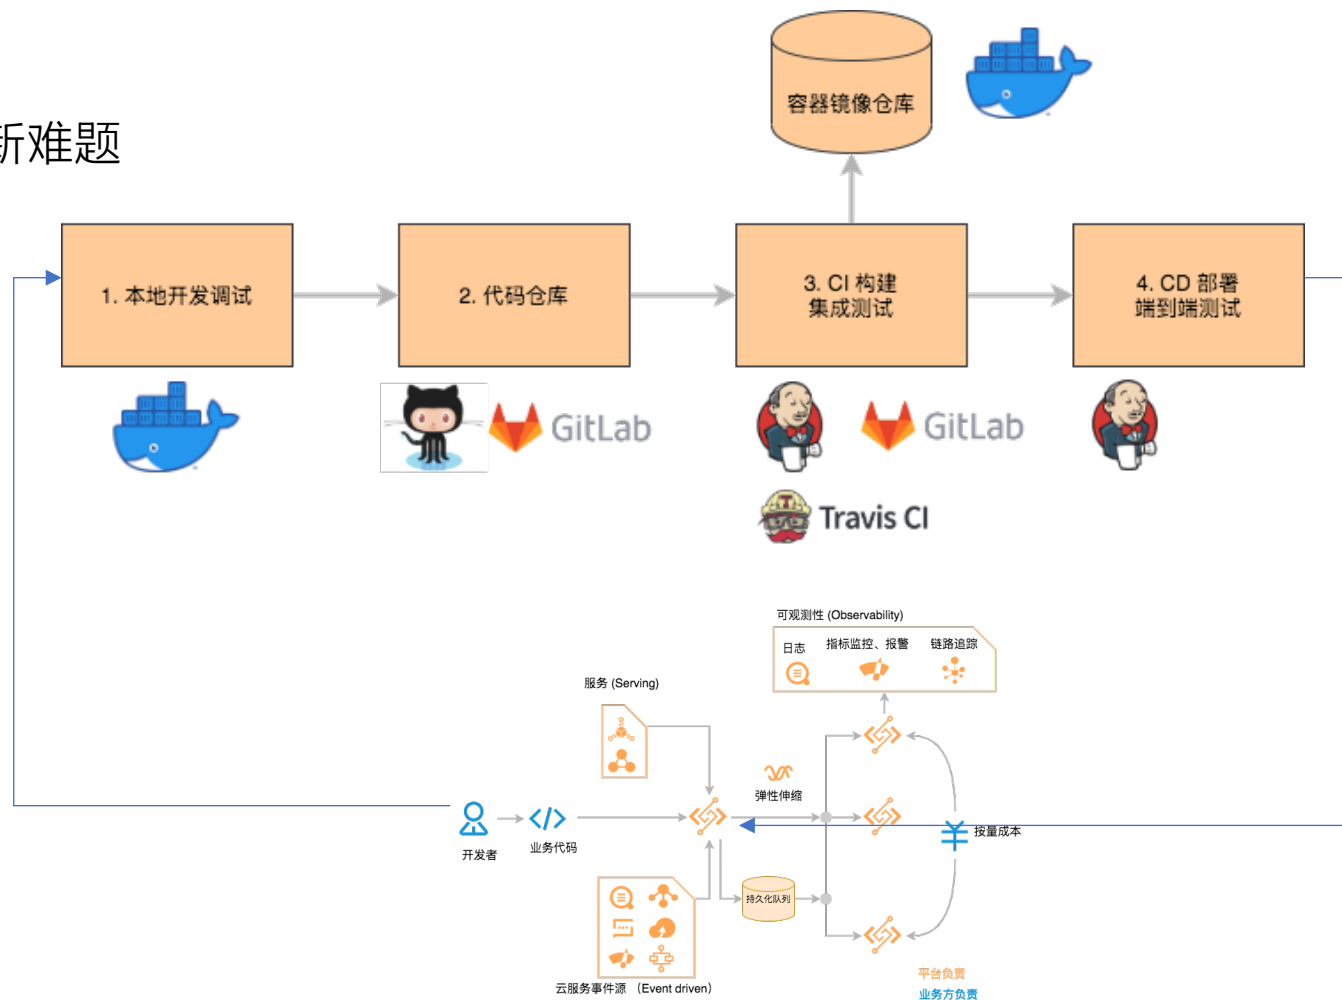 新难题
容器镜像仓库
1. 本地开发调试
2. 代码仓库
3. CI 构建
集成测试
4. CD 部署
端到端测试
GitLab
GitLab
Travis CI
可观测性 (Observability)
日志
指标监控、报警
链路追踪
服务 (Serving)
弹性伸缩
开发者
业务代码
按量成本
持久化队列
云服务事件源 （Event driven）
平台负责
业务方负责